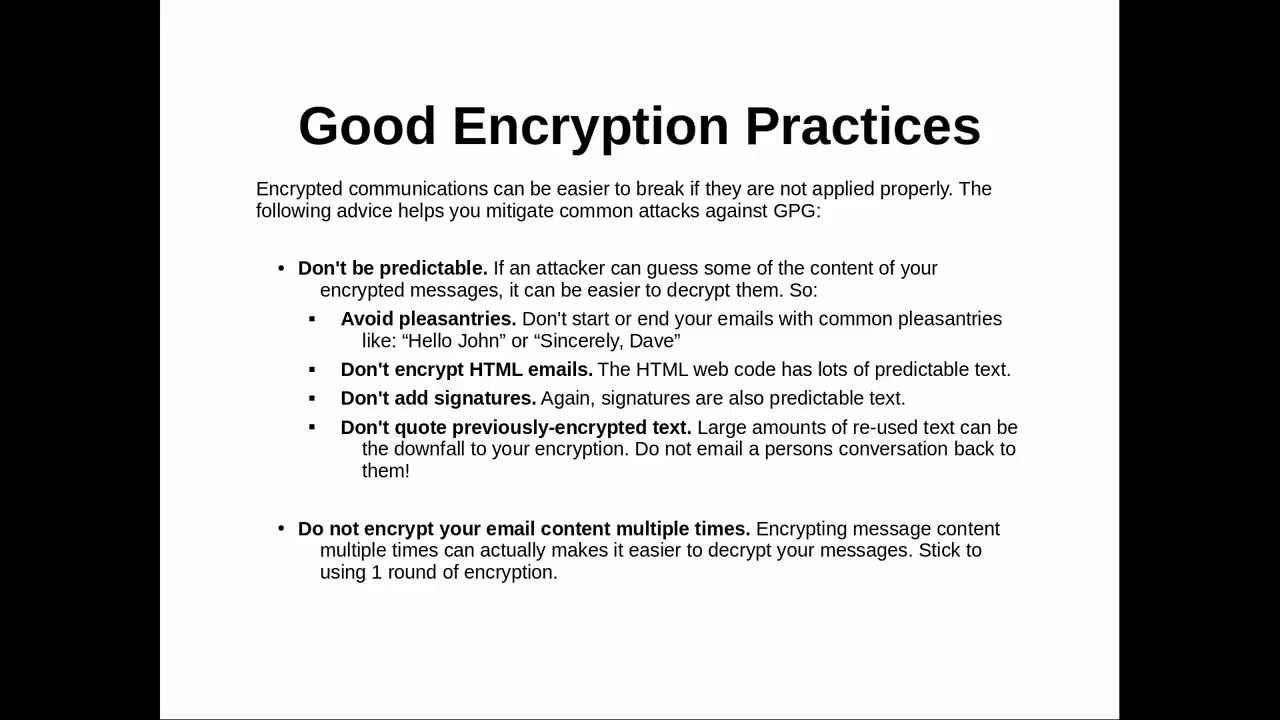 Good Encryption Practices
Encrypted communications can be easier to break if they are not applied properly. The
following advice helps you mitigate common attacks against GPG:
• Don't be predictable. If an attacker can guess some of the content of your
encrypted messages, it can be easier to decrypt them. So:
▪ Avoid pleasantries. Don't start or end your emails with common pleasantries
like: “Hello John” or “Sincerely, Dave”
▪ Don't encrypt HTML emails. The HTML web code has lots of predictable text.
▪ Don't add signatures. Again, signatures are also predictable text.
▪ Don't quote previously-encrypted text. Large amounts of re-used text can be
the downfall to your encryption. Do not email a persons conversation back to
them!
• Do not encrypt your email content multiple times. Encrypting message content
multiple times can actually makes it easier to decrypt your messages. Stick to
using 1 round of encryption.